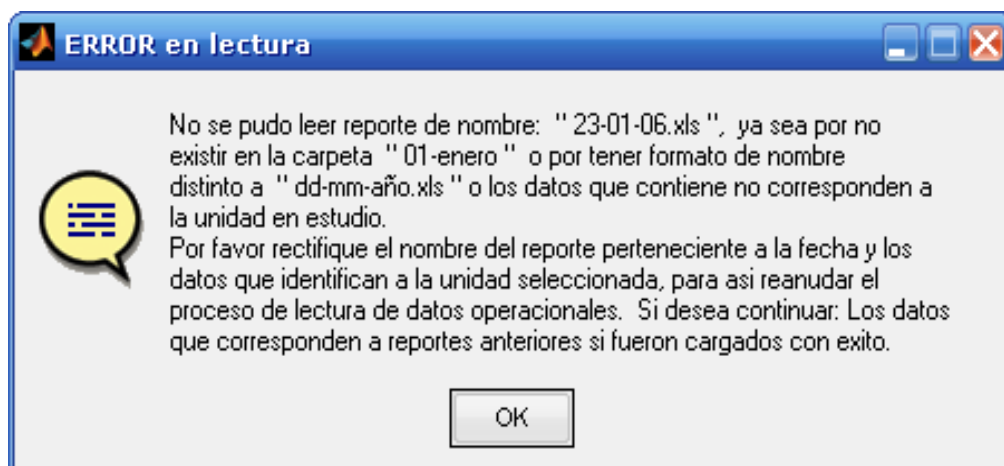 ERROR en lectura
No se pudo leer reporte de nombre:  " 23-01-06.xls ",  ya sea por no
existir en la carpeta  " 01-enero "  o por tener formato de nombre
distinto a  " dd-mm-año.xls " o los datos que contiene no corresponden a
la unidad en estudio.
Por favor rectifique el nombre del reporte perteneciente a la fecha y los
datos que identifican a la unidad seleccionada, para asi reanudar el
proceso de lectura de datos operacionales.  Si desea continuar: Los datos
que corresponden a reportes anteriores si fueron cargados con exito.
OK